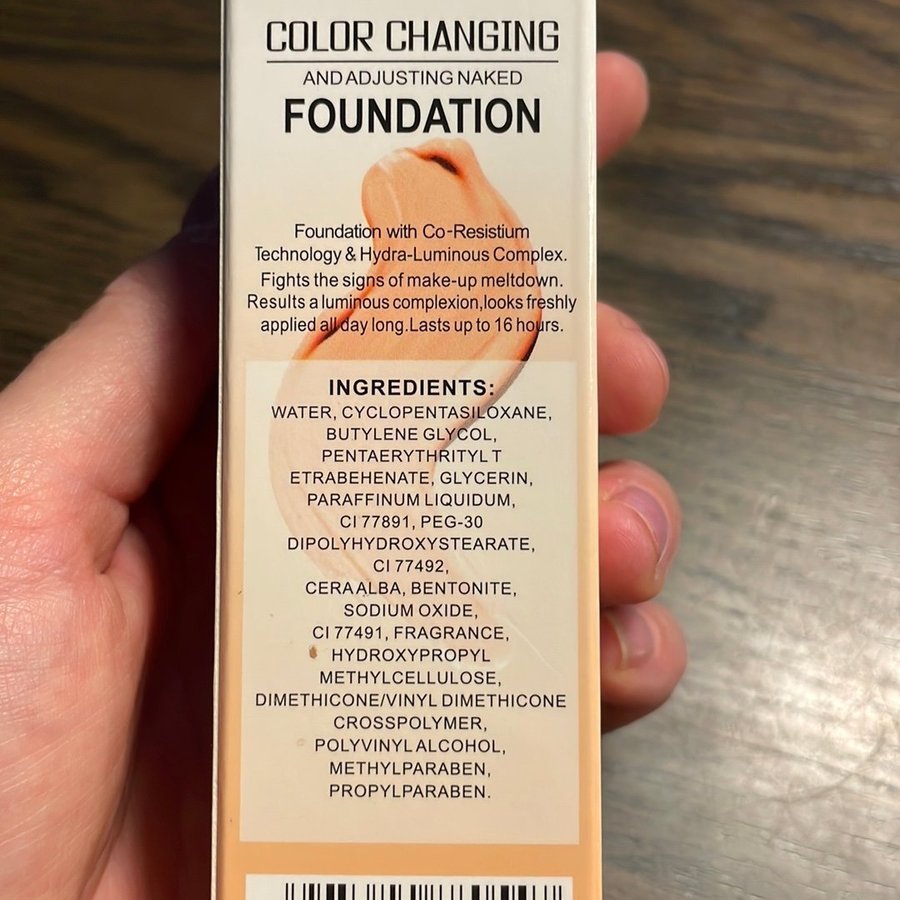 COLOR CHANGING
AND ADJUSTING NAKED
FOUNDATION
Foundation with Co-Resistium
Technology & Hydra-Luminous Complex.
Fights the signs of make-up meltdown.
Results a luminous complexion,looks freshly
applied all day long.Lasts up to 16 hours.
INGREDIENTS:
WATER, CYCLOPENTASILOXANE,
BUTYLENE GLYCOL,
PENTAERYTHRITYL T
ETRABEHENATE, GLYCERIN,
PARAFFINUM LIQUIDUM,
CI 77891, PEG-30
DIPOLYHYDROXYSTEARATE,
CI 77492,
CERA ALBA, BENTONITE,
SODIUM OXIDE,
CI 77491, FRAGRANCE,
HYDROXYPROPYL
METHYLCELLULOSE,
DIMETHICONE/VINYL DIMETHICONE
CROSSPOLYMER,
POLYVINYL ALCOHOL,
METHYLPARABEN,
PROPYLPARABEN.